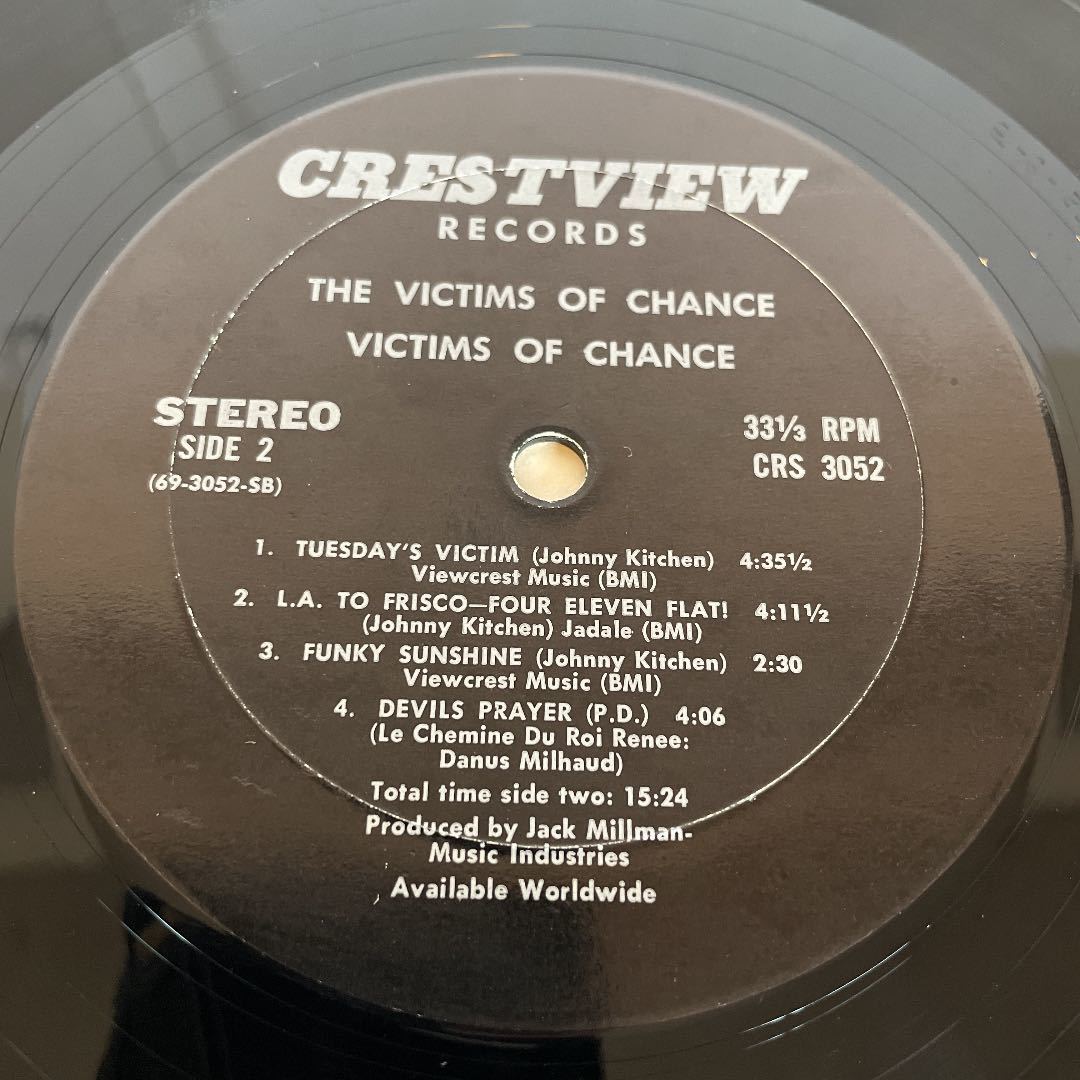 CRESTVIEW
RECORDS
THE VICTIMS OF CHANCE
VICTIMS OF CHANCE
STEREO
SIDE 2
(69-3052-SB)
33⅓ RPM
CRS 3052
1. TUESDAY'S VICTIM (Johnny Kitchen) 4:35½
Viewcrest Music (BMI)
2. L.A. TO FRISCO—FOUR ELEVEN FLAT! 4:11½
(Johnny Kitchen) Jadale (BMI)
3. FUNKY SUNSHINE (Johnny Kitchen) 2:30
Viewcrest Music (BMI)
4. DEVILS PRAYER (P.D.) 4:06
(Le Chemine Du Roi Renee:
Danus Milhaud)
Total time side two: 15:24
Produced by Jack Millman-
Music Industries
Available Worldwide